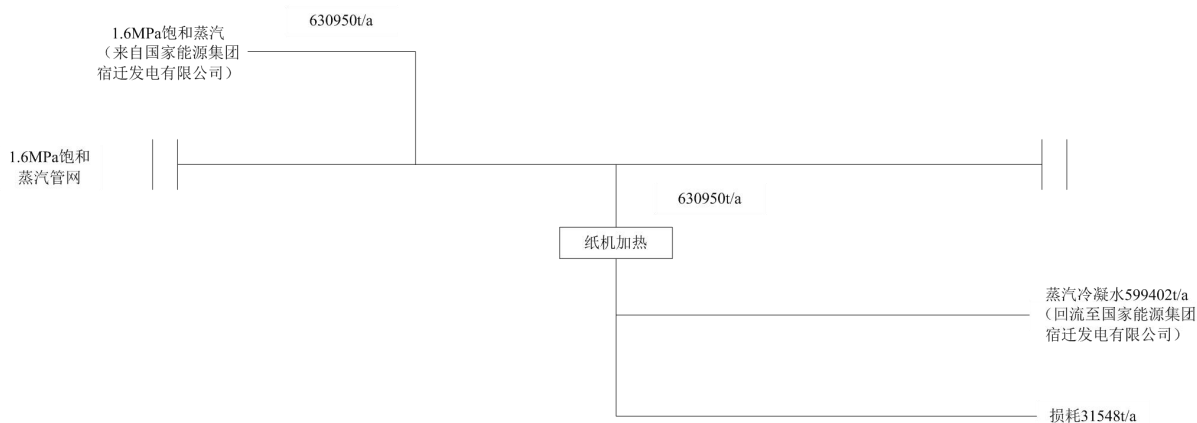 630950t/a
1.6MPa饱和蒸汽
（来自国家能源集团
宿迁发电有限公司）
1.6MPa饱和
蒸汽管网
630950t/a
纸机加热
蒸汽冷凝水599402t/a
（回流至国家能源集团
宿迁发电有限公司）
损耗31548t/a